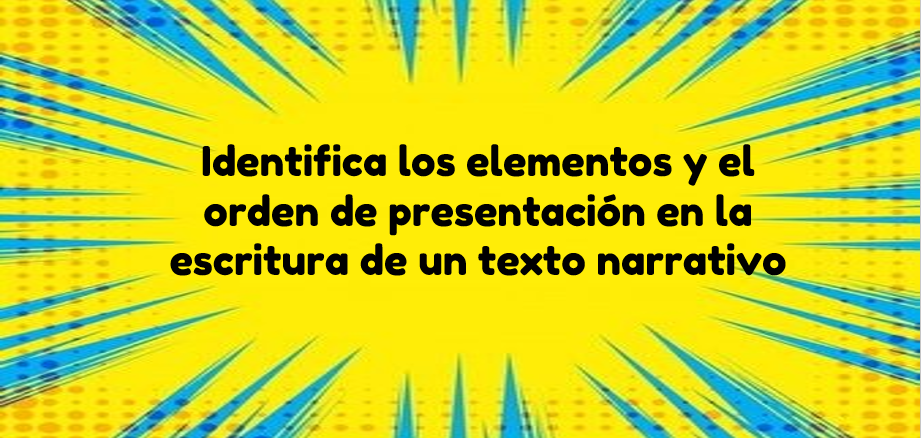 Identifica los elementos y el
orden de presentación en la
escritura de un texto narrativo